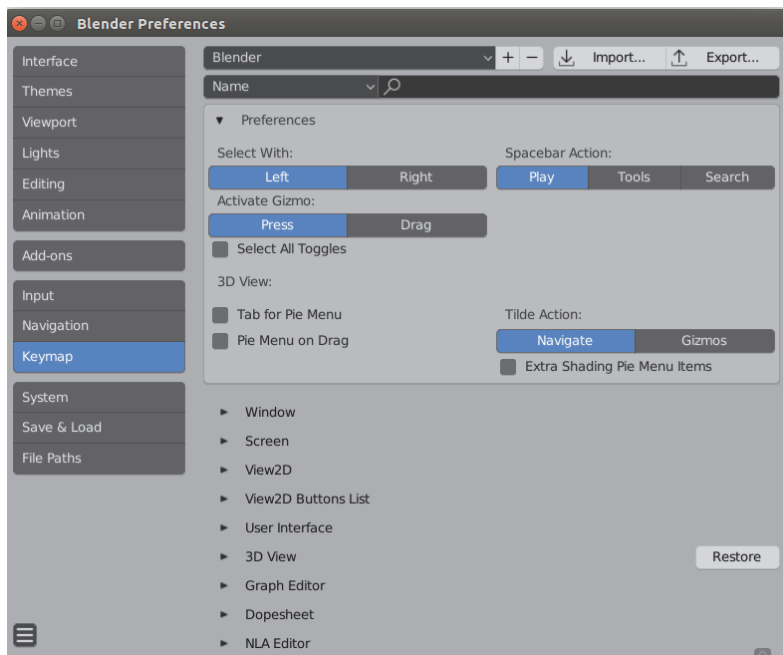 Blender Preferences
Interface
Themes
Viewport
Lights
Editing
Animation
Add-ons
Input
Navigation
Keymap
System
Save & Load
File Paths
Blender + − Import... Export...
Name
Preferences
Select With: Spacebar Action:
Left Right Play Tools Search
Activate Gizmo:
Press Drag
Select All Toggles
3D View:
Tab for Pie Menu Tilde Action:
Pie Menu on Drag Navigate Gizmos
Extra Shading Pie Menu Items
Window
Screen
View2D
View2D Buttons List
User Interface
3D View Restore
Graph Editor
Dopesheet
NLA Editor